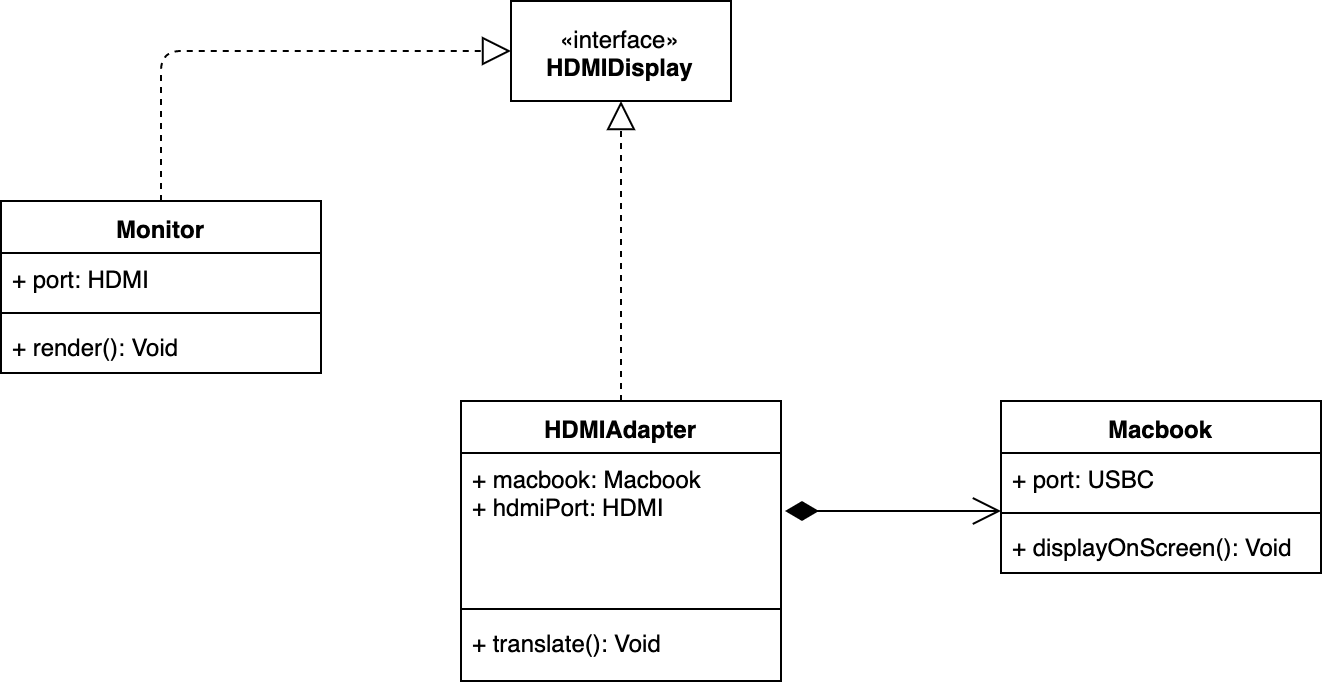 «interface»
HDMIDisplay
Monitor
+ port: HDMI
+ render(): Void
HDMIAdapter
+ macbook: Macbook
+ hdmiPort: HDMI
+ translate(): Void
Macbook
+ port: USBC
+ displayOnScreen(): Void